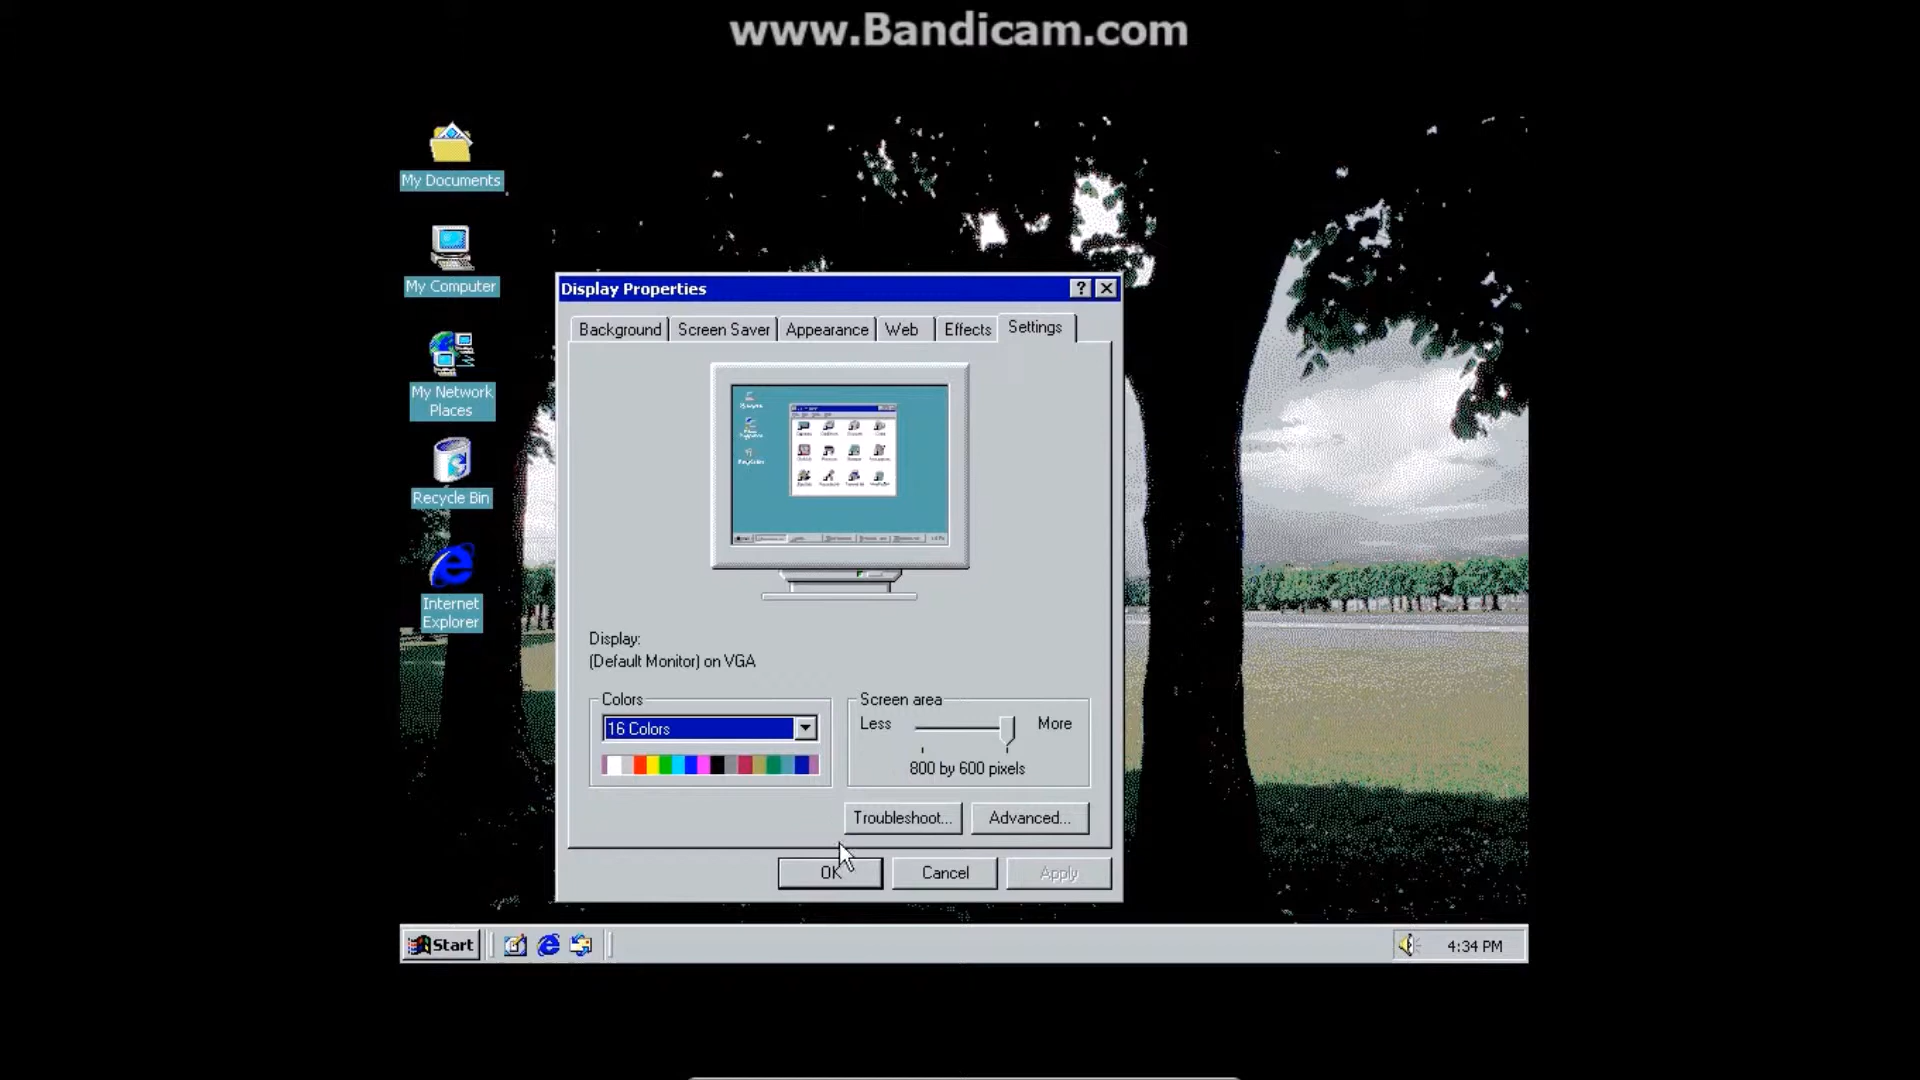 www.Bandicam.com
My Documents
My Computer
My Network
Places
Recycle Bin
Internet
Explorer
Display Properties
Background
Screen Saver
Appearance
Web
Effects
Settings
Display:
(Default Monitor) on VGA
Colors
16 Colors
Screen area
Less
More
800 by 600 pixels
Troubleshoot...
Advanced...
OK
Cancel
Apply
Start
4:34 PM